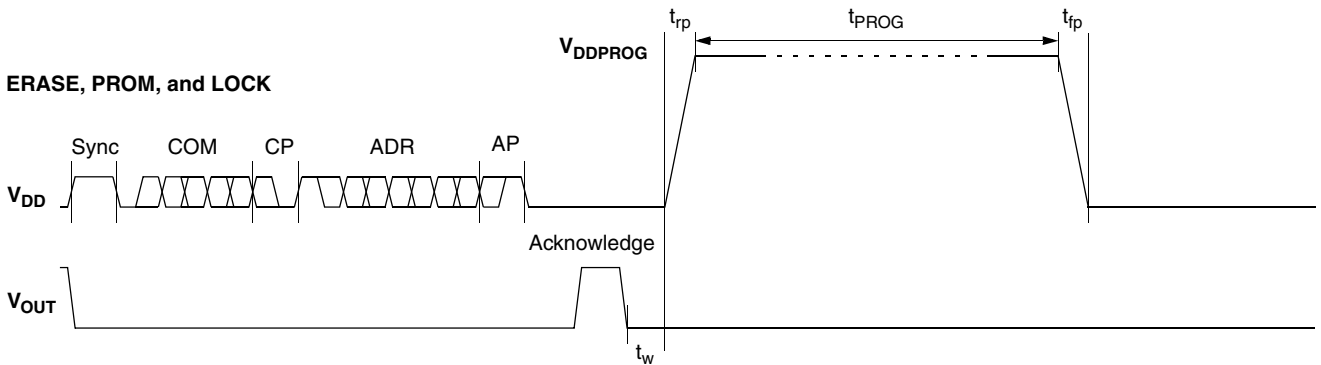 t_rp
t_PROG
t_fp
V_DDPROG
ERASE, PROM, and LOCK
Sync
COM
CP
ADR
AP
V_DD
Acknowledge
V_OUT
t_w